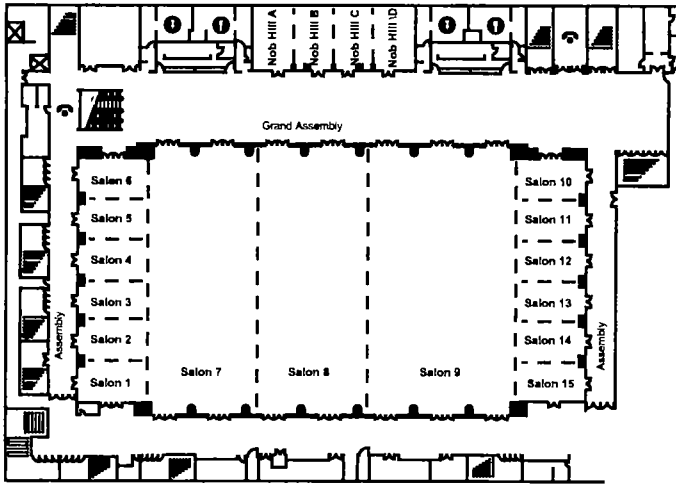 Nob Hill A
Nob Hill B
Nob Hill C
Nob Hill D
Grand Assembly
Salon 6
Salon 5
Salon 4
Salon 3
Salon 2
Salon 1
Assembly
Salon 7
Salon 8
Salon 9
Salon 10
Salon 11
Salon 12
Salon 13
Salon 14
Salon 15
Assembly